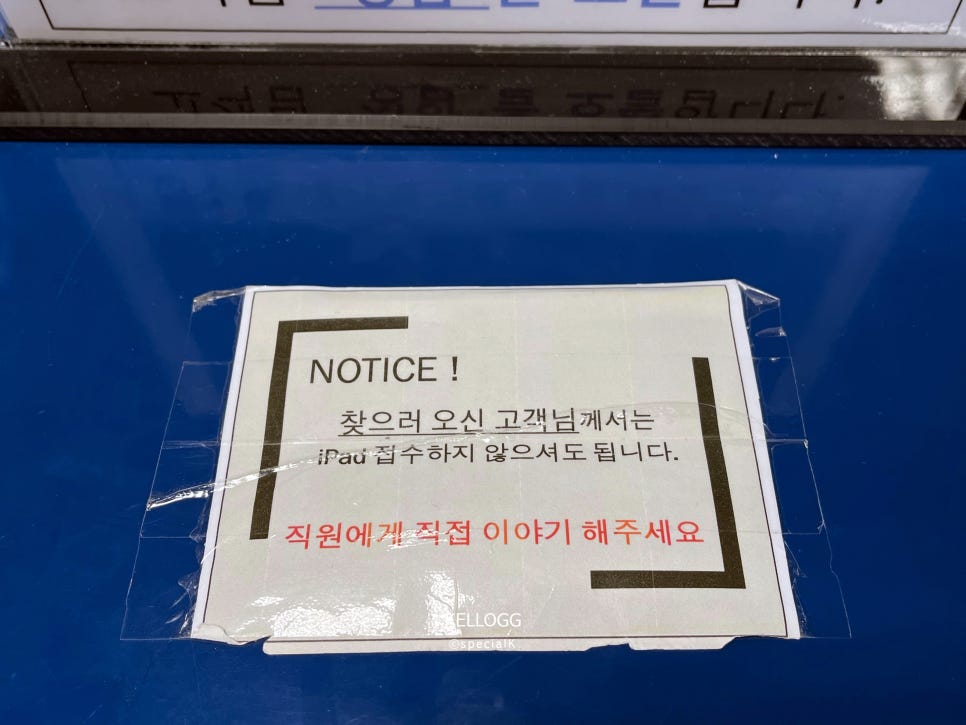 NOTICE !
찾으러 오신 고객님께서는
iPad 접수하지 않으셔도 됩니다.
직원에게 직접 이야기 해주세요
KELLOGG
©specialK